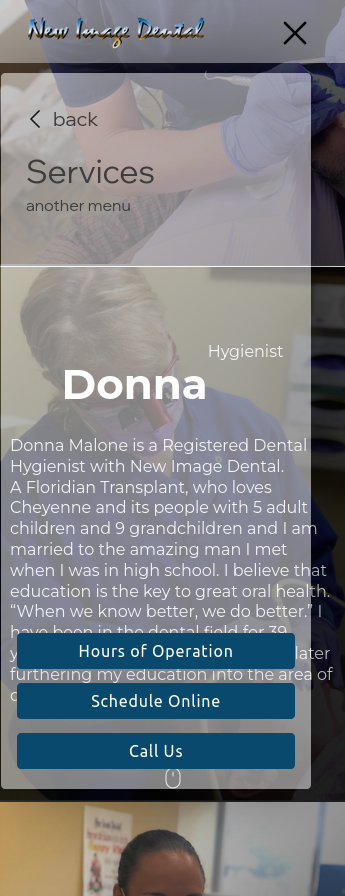 New Image Dental
back
Services
another menu
Hygienist
Donna
Donna Malone is a Registered Dental
Hygienist with New Image Dental.
A Floridian Transplant, who loves
Cheyenne and its people with 5 adult
children and 9 grandchildren and I am
married to the amazing man I met
when I was in high school. I believe that
education is the key to great oral health.
“When we know better, we do better.” I
have been in the dental field for 39
later
Hours of Operation
furthering my education into the area of
Schedule Online
Call Us